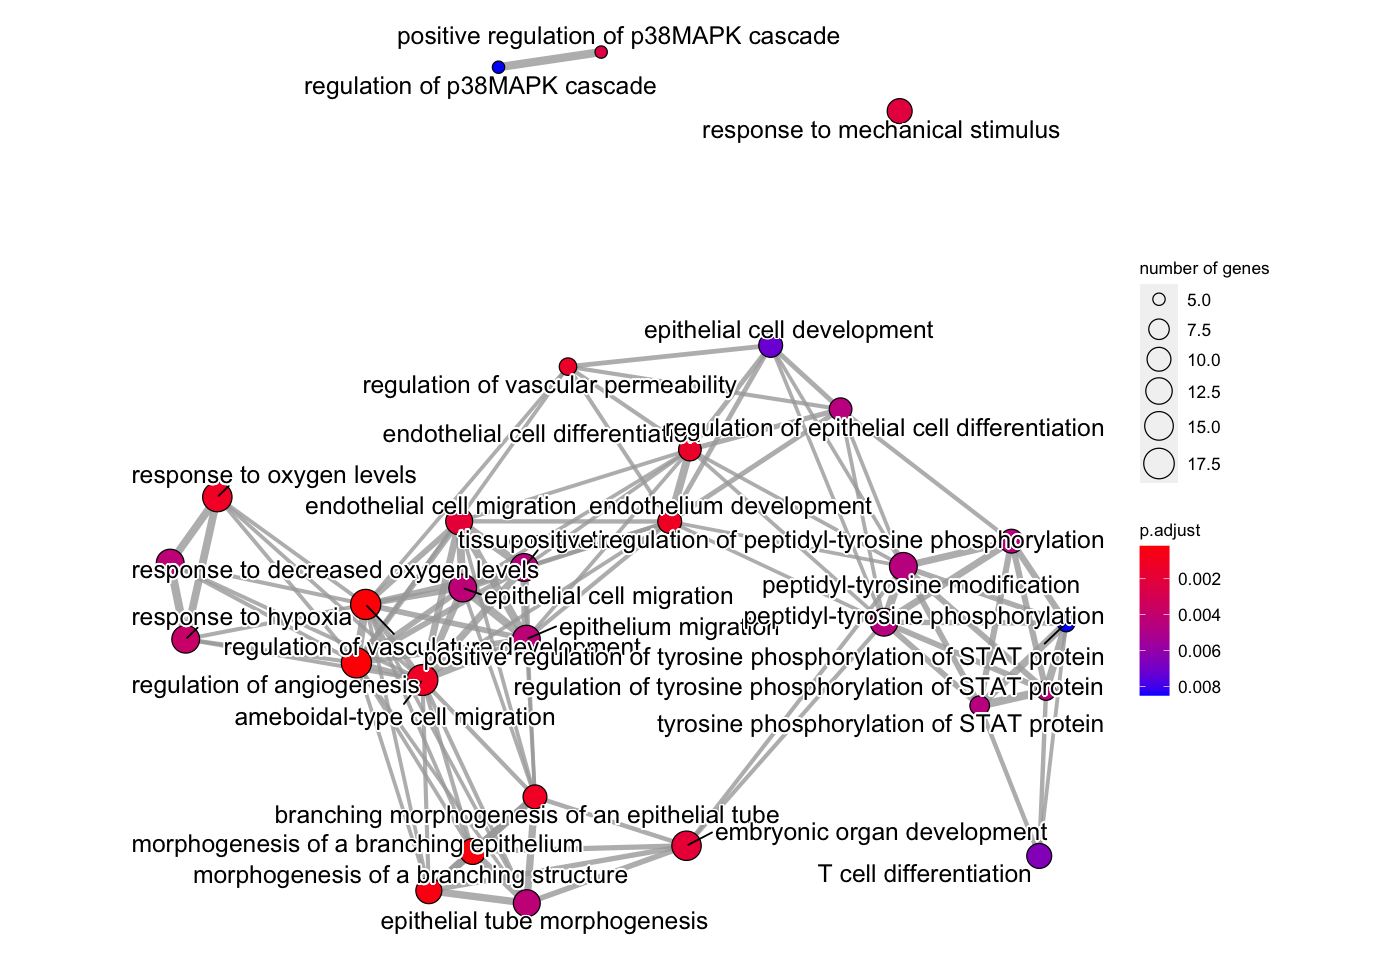 positive regulation of p38MAPK cascade
regulation of p38MAPK cascade
response to mechanical stimulus
number of genes
5.0
7.5
10.0
12.5
15.0
17.5
epithelial cell development
regulation of vascular permeability
regulation of epithelial cell differentiation
endothelial cell
response to oxygen levels
endothelial cell migration
endothelium development
p.adjust
0.002
0.004
0.006
0.008
positive regulation of peptidyl-tyrosine phosphorylation
response to decreased oxygen levels
peptidyl-tyrosine modification
epithelial cell migration
response to hypoxia
peptidyl-tyrosine phosphorylation
epithelium migration
regulation of vasculature development
positive regulation of tyrosine phosphorylation of STAT protein
regulation of angiogenesis
regulation of tyrosine phosphorylation of STAT protein
ameboidal-type cell migration
tyrosine phosphorylation of STAT protein
branching morphogenesis of an epithelial tube
embryonic organ development
morphogenesis of a branching epithelium
morphogenesis of a branching structure
T cell differentiation
epithelial tube morphogenesis